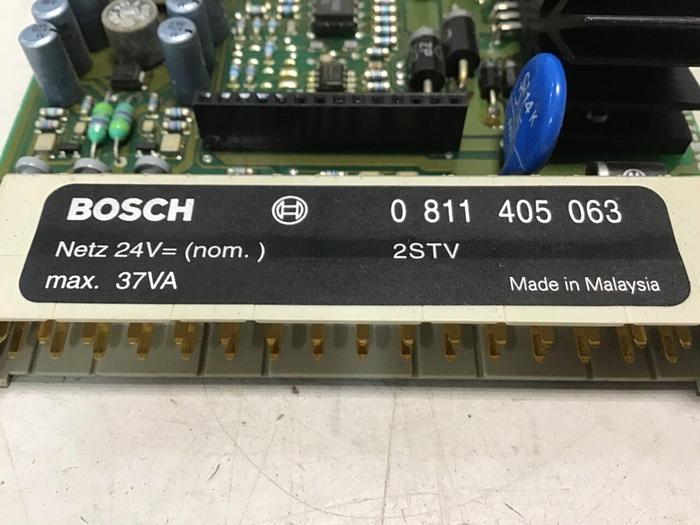 BOSCH 0 811 405 063
Netz 24V= (nom. ) 2STV
max. 37VA Made in Malaysia